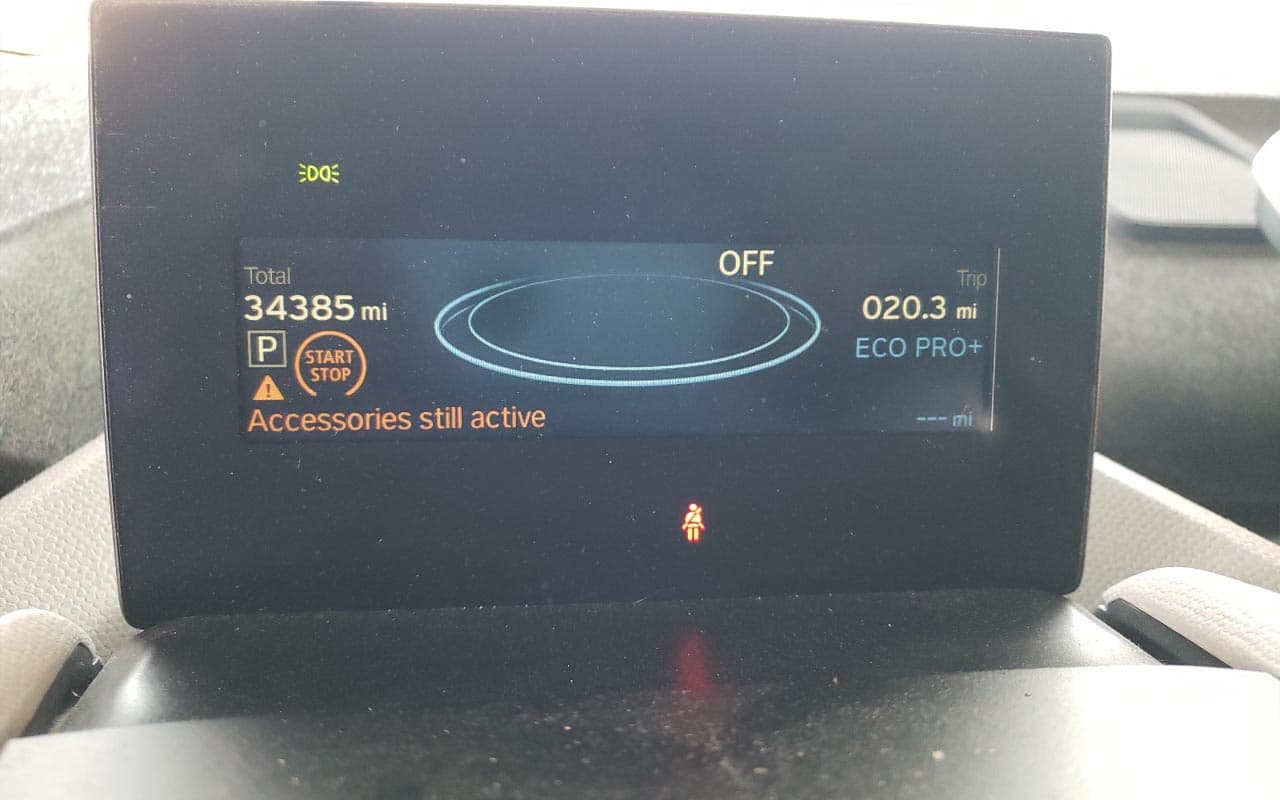 OFF
Total
34385 mi
P
START
STOP
Accessories still active
Trip
020.3 mi
ECO PRO+
--- mi